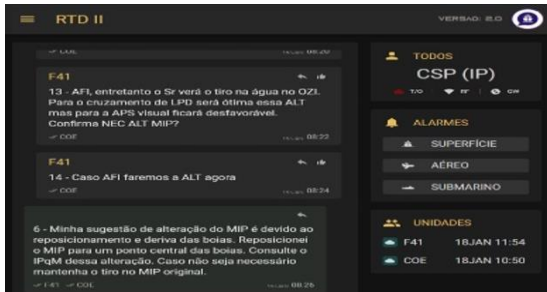 RTD II
VERSAO: 2.0
COE 08:20
F41
13 - AFI, entretanto o Sr verá o tiro na água no OZI.
Para o cruzamento de LPD será ótima essa ALT
mas para a APS visual ficará desfavorável.
Confirma NEC ALT MIP?
COE 08:22
F41
14 - Caso AFI faremos a ALT agora
COE 08:24
6 - Minha sugestão de alteração do MIP é devido ao
reposicionamento e deriva das boias. Reposicionei
o MIP para um ponto central das boias. Consulte o
IPqM dessa alteração. Caso não seja necessário
mantenha o tiro no MIP original.
F41 COE 08:26
TODOS
CSP (IP)
T/O
ALARMES
SUPERFÍCIE
AÉREO
SUBMARINO
UNIDADES
F41 18JAN 11:54
COE 18JAN 10:50